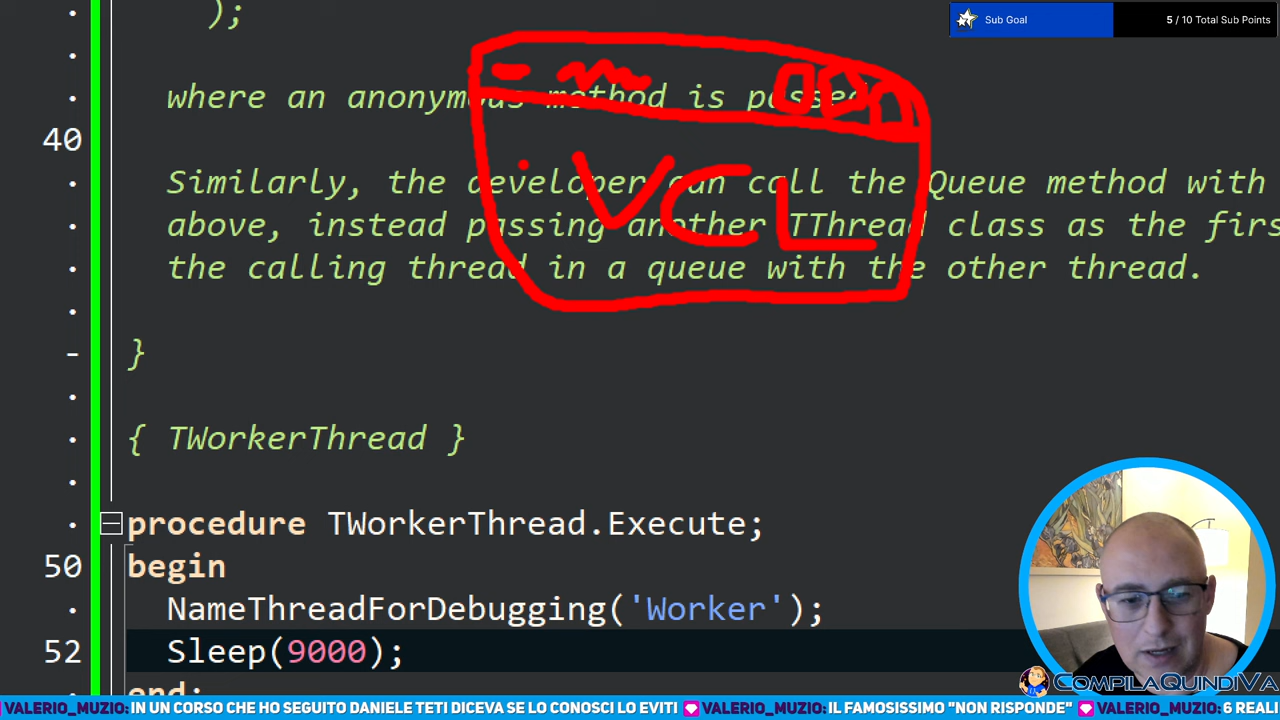 );
Sub Goal
5 / 10 Total Sub Points
where an anonymous method is passed
40
VCL
Similarly, the developer can call the Queue method with
above, instead passing another TThread class as the firs
the calling thread in a queue with the other thread.
}
{ TWorkerThread }
procedure TWorkerThread.Execute;
50 begin
NameThreadForDebugging('Worker');
52 Sleep(9000);
end;
COMPILAQUINDIVA
VALERIO_MUZIO: IN UN CORSO CHE HO SEGUITO DANIELE TETI DICEVA SE LO CONOSCI LO EVITI VALERIO_MUZIO: IL FAMOSISSIMO "NON RISPONDE" VALERIO_MUZIO: 6 REALI